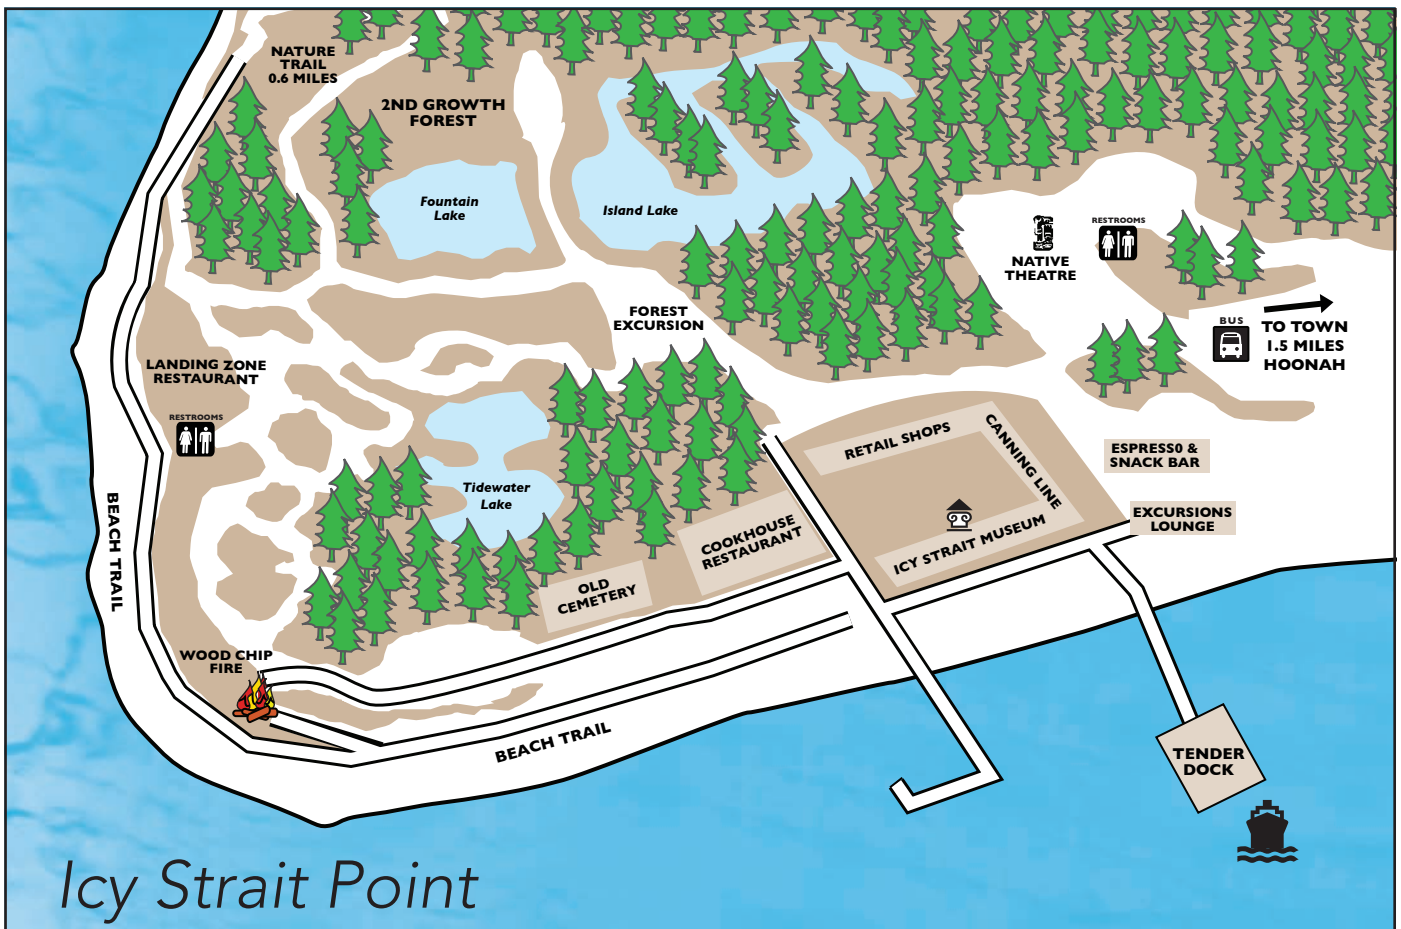 NATURE
TRAIL
0.6 MILES
2ND GROWTH
FOREST
Fountain
Lake
Island Lake
RESTROOMS
NATIVE
THEATRE
FOREST
EXCURSION
BUS
TO TOWN
1.5 MILES
HOONAH
LANDING ZONE
RESTAURANT
RESTROOMS
RETAIL SHOPS
CANNING LINE
ESPRESS0 &
SNACK BAR
Tidewater
Lake
EXCURSIONS
LOUNGE
ICY STRAIT MUSEUM
COOKHOUSE
RESTAURANT
OLD
CEMETERY
BEACH TRAIL
WOOD CHIP
FIRE
BEACH TRAIL
TENDER
DOCK
Icy Strait Point